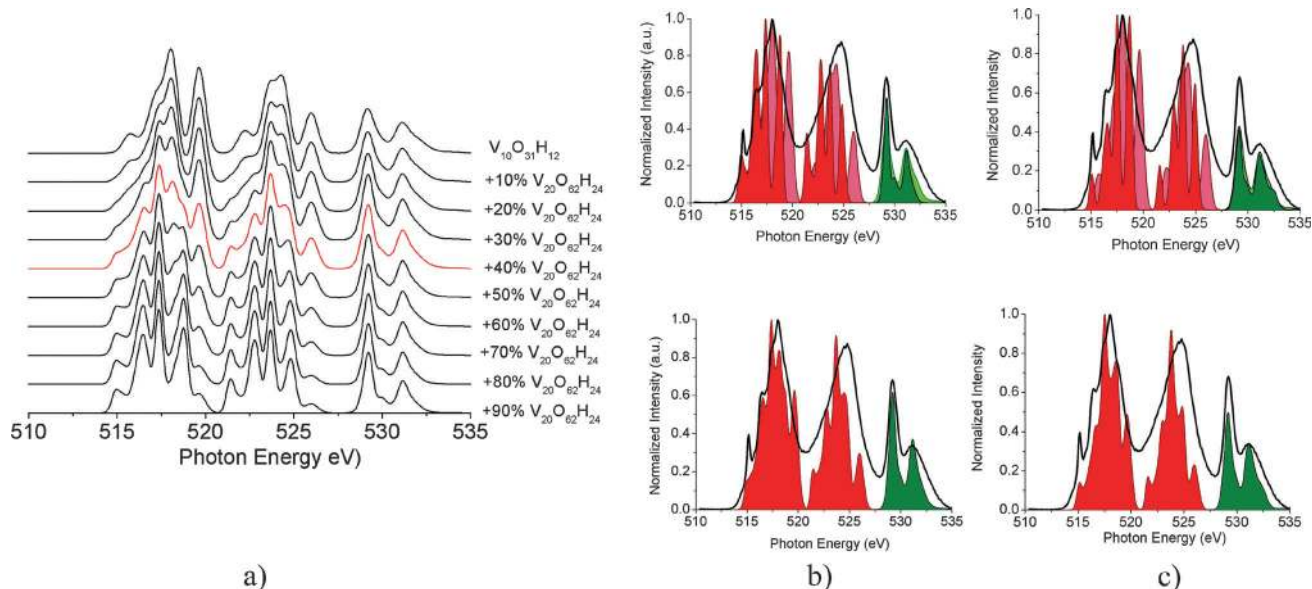 V₁₀O₃₁H₁₂
+10% V₂₀O₆₂H₂₄
+20% V₂₀O₆₂H₂₄
+30% V₂₀O₆₂H₂₄
+40% V₂₀O₆₂H₂₄
+50% V₂₀O₆₂H₂₄
+60% V₂₀O₆₂H₂₄
+70% V₂₀O₆₂H₂₄
+80% V₂₀O₆₂H₂₄
+90% V₂₀O₆₂H₂₄
510 515 520 525 530 535
Photon Energy eV)
a)
Normalized Intensity (a.u.)
1.0
0.8
0.6
0.4
0.2
0.0
510 515 520 525 530 535
Photon Energy (eV)
Normalized Intensity
1.0
0.8
0.6
0.4
0.2
0.0
510 515 520 525 530 535
Photon Energy (eV)
Normalized Intensity (a.u.)
1.0
0.8
0.6
0.4
0.2
0.0
510 515 520 525 530 535
Photon Energy (eV)
b)
Normalized Intensity
1.0
0.8
0.6
0.4
0.2
0.0
510 515 520 525 530 535
Photon Energy (eV)
c)